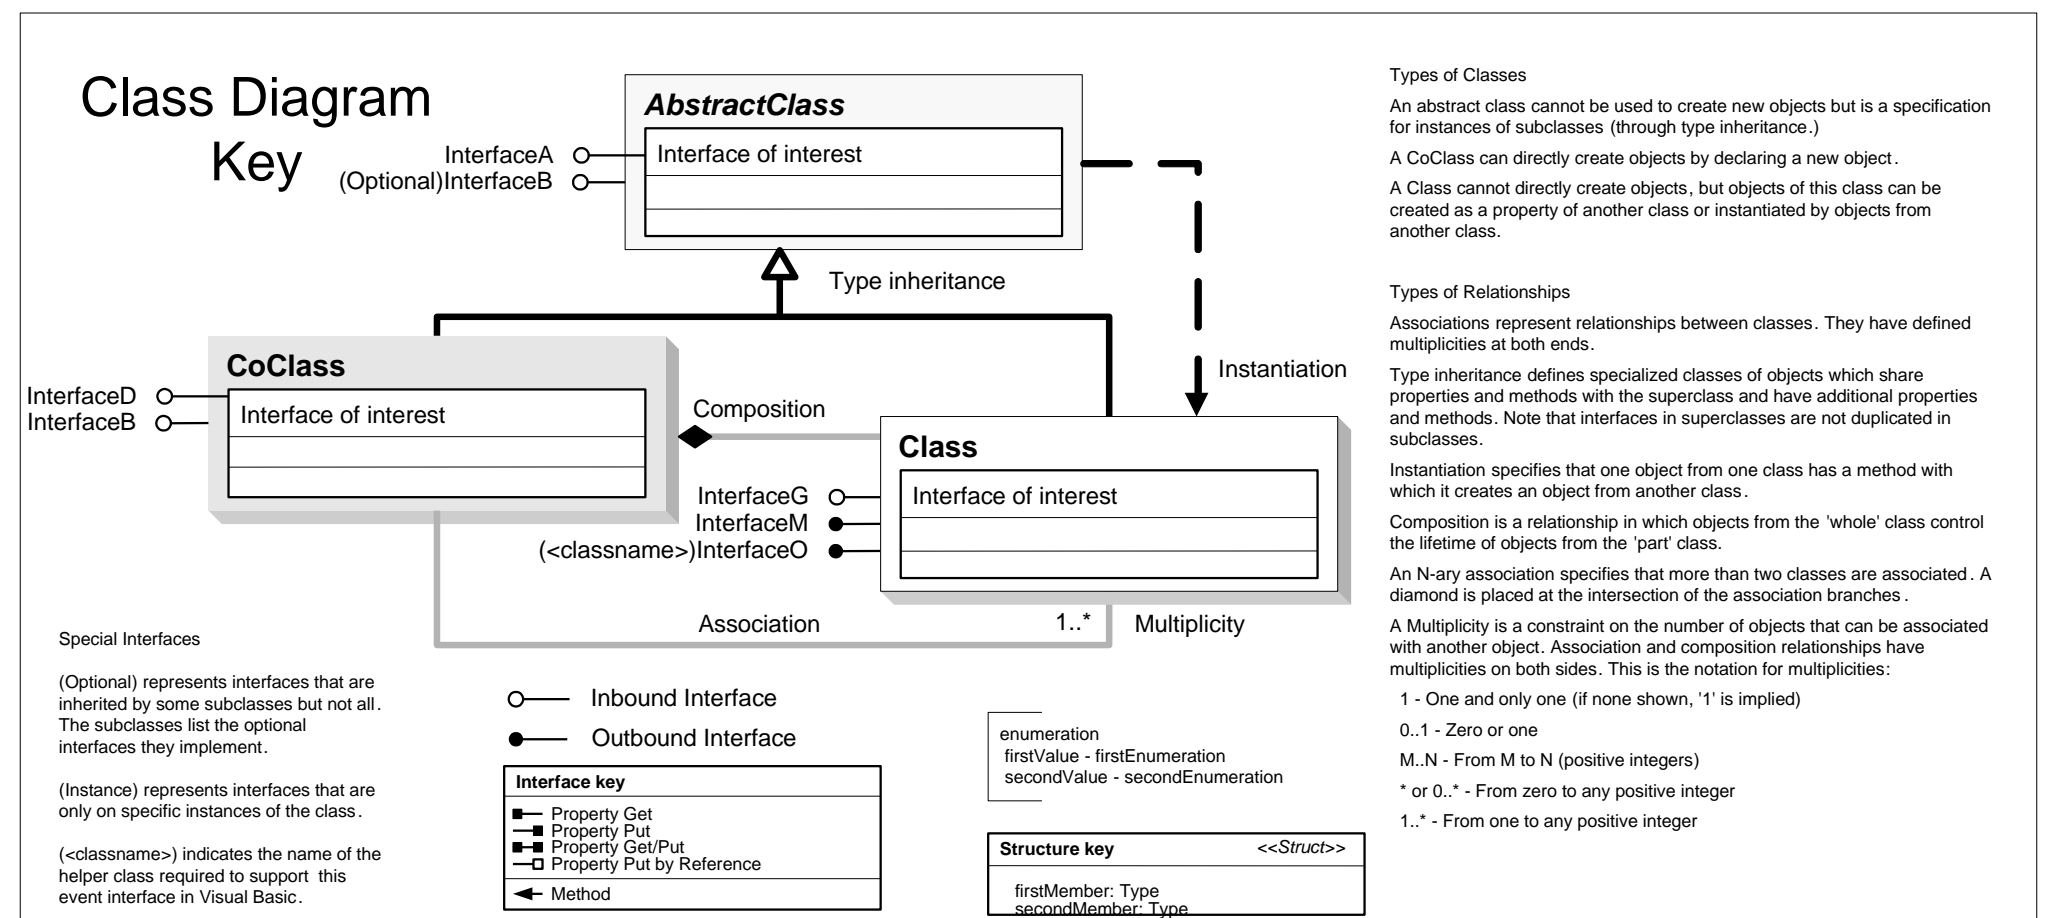 Class Diagram
Key
AbstractClass
Interface of interest
InterfaceA
(Optional)InterfaceB
Type inheritance
CoClass
Interface of interest
InterfaceD
InterfaceB
Composition
Instantiation
Class
Interface of interest
InterfaceG
InterfaceM
(<classname>)InterfaceO
Association
1..*
Multiplicity
Special Interfaces
(Optional) represents interfaces that are
inherited by some subclasses but not all.
The subclasses list the optional
interfaces they implement.
(Instance) represents interfaces that are
only on specific instances of the class.
(<classname>) indicates the name of the
helper class required to support this
event interface in Visual Basic.
Inbound Interface
Outbound Interface
Interface key
Property Get
Property Put
Property Get/Put
Property Put by Reference
Method
enumeration
firstValue - firstEnumeration
secondValue - secondEnumeration
Structure key <<Struct>>
firstMember: Type
secondMember: Type
Types of Classes
An abstract class cannot be used to create new objects but is a specification
for instances of subclasses (through type inheritance.)
A CoClass can directly create objects by declaring a new object.
A Class cannot directly create objects, but objects of this class can be
created as a property of another class or instantiated by objects from
another class.
Types of Relationships
Associations represent relationships between classes. They have defined
multiplicities at both ends.
Type inheritance defines specialized classes of objects which share
properties and methods with the superclass and have additional properties
and methods. Note that interfaces in superclasses are not duplicated in
subclasses.
Instantiation specifies that one object from one class has a method with
which it creates an object from another class.
Composition is a relationship in which objects from the 'whole' class control
the lifetime of objects from the 'part' class.
An N-ary association specifies that more than two classes are associated. A
diamond is placed at the intersection of the association branches.
A Multiplicity is a constraint on the number of objects that can be associated
with another object. Association and composition relationships have
multiplicities on both sides. This is the notation for multiplicities:
1 - One and only one (if none shown, '1' is implied)
0..1 - Zero or one
M..N - From M to N (positive integers)
* or 0..* - From zero to any positive integer
1..* - From one to any positive integer